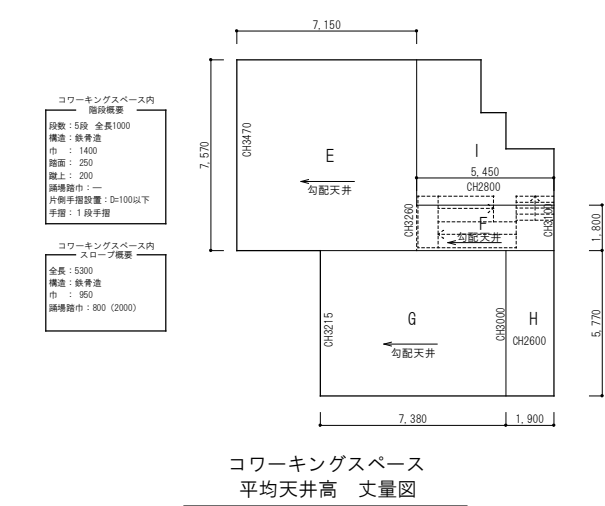 7,150
コワーキングスペース内
階段概要
段数：5段 全長1000
構造：鉄骨造
巾 ： 1400
踏面：250
蹴上：200
踊場踏巾：―
片側手摺設置：D=100以下
手摺：1段手摺
コワーキングスペース内
スロープ概要
全長：5300
構造：鉄骨造
巾 ： 950
踊場踏巾：800 (2000)
7,570
CH3470
E
勾配天井
I
5,450
CH2800
CH3260
F
勾配天井
1,800
CH3215
G
勾配天井
CH3000
H
CH2600
5,770
7,380
1,900
コワーキングスペース
平均天井高 丈量図